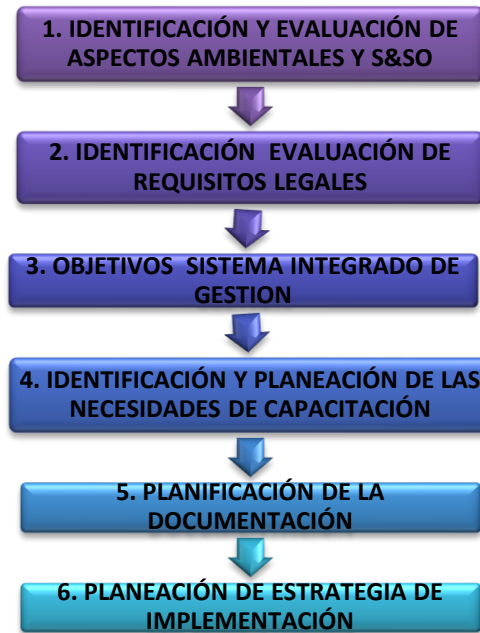 1. IDENTIFICACIÓN Y EVALUACIÓN DE
ASPECTOS AMBIENTALES Y S&SO
2. IDENTIFICACIÓN EVALUACIÓN DE
REQUISITOS LEGALES
3. OBJETIVOS SISTEMA INTEGRADO DE
GESTION
4. IDENTIFICACIÓN Y PLANEACIÓN DE LAS
NECESIDADES DE CAPACITACIÓN
5. PLANIFICACIÓN DE LA
DOCUMENTACIÓN
6. PLANEACIÓN DE ESTRATEGIA DE
IMPLEMENTACIÓN